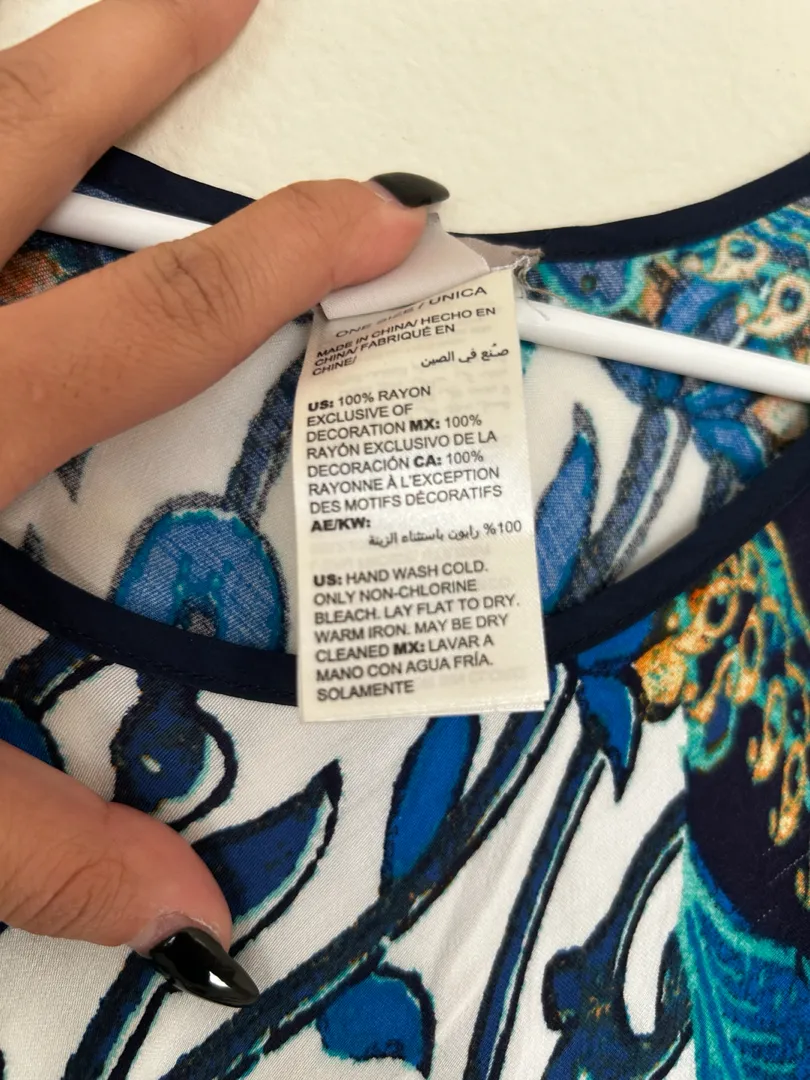 ONE SIZE / UNICA
MADE IN CHINA/ HECHO EN
CHINA/ FABRIQUÉ EN
CHINE/
صُنع في الصين
US: 100% RAYON
EXCLUSIVE OF
DECORATION MX: 100%
RAYÓN EXCLUSIVO DE LA
DECORACIÓN CA: 100%
RAYONNE À L'EXCEPTION
DES MOTIFS DÉCORATIFS
AE/KW:
100% رايون باستثناء الزينة
US: HAND WASH COLD.
ONLY NON-CHLORINE
BLEACH. LAY FLAT TO DRY.
WARM IRON. MAY BE DRY
CLEANED MX: LAVAR A
MANO CON AGUA FRÍA.
SOLAMENTE